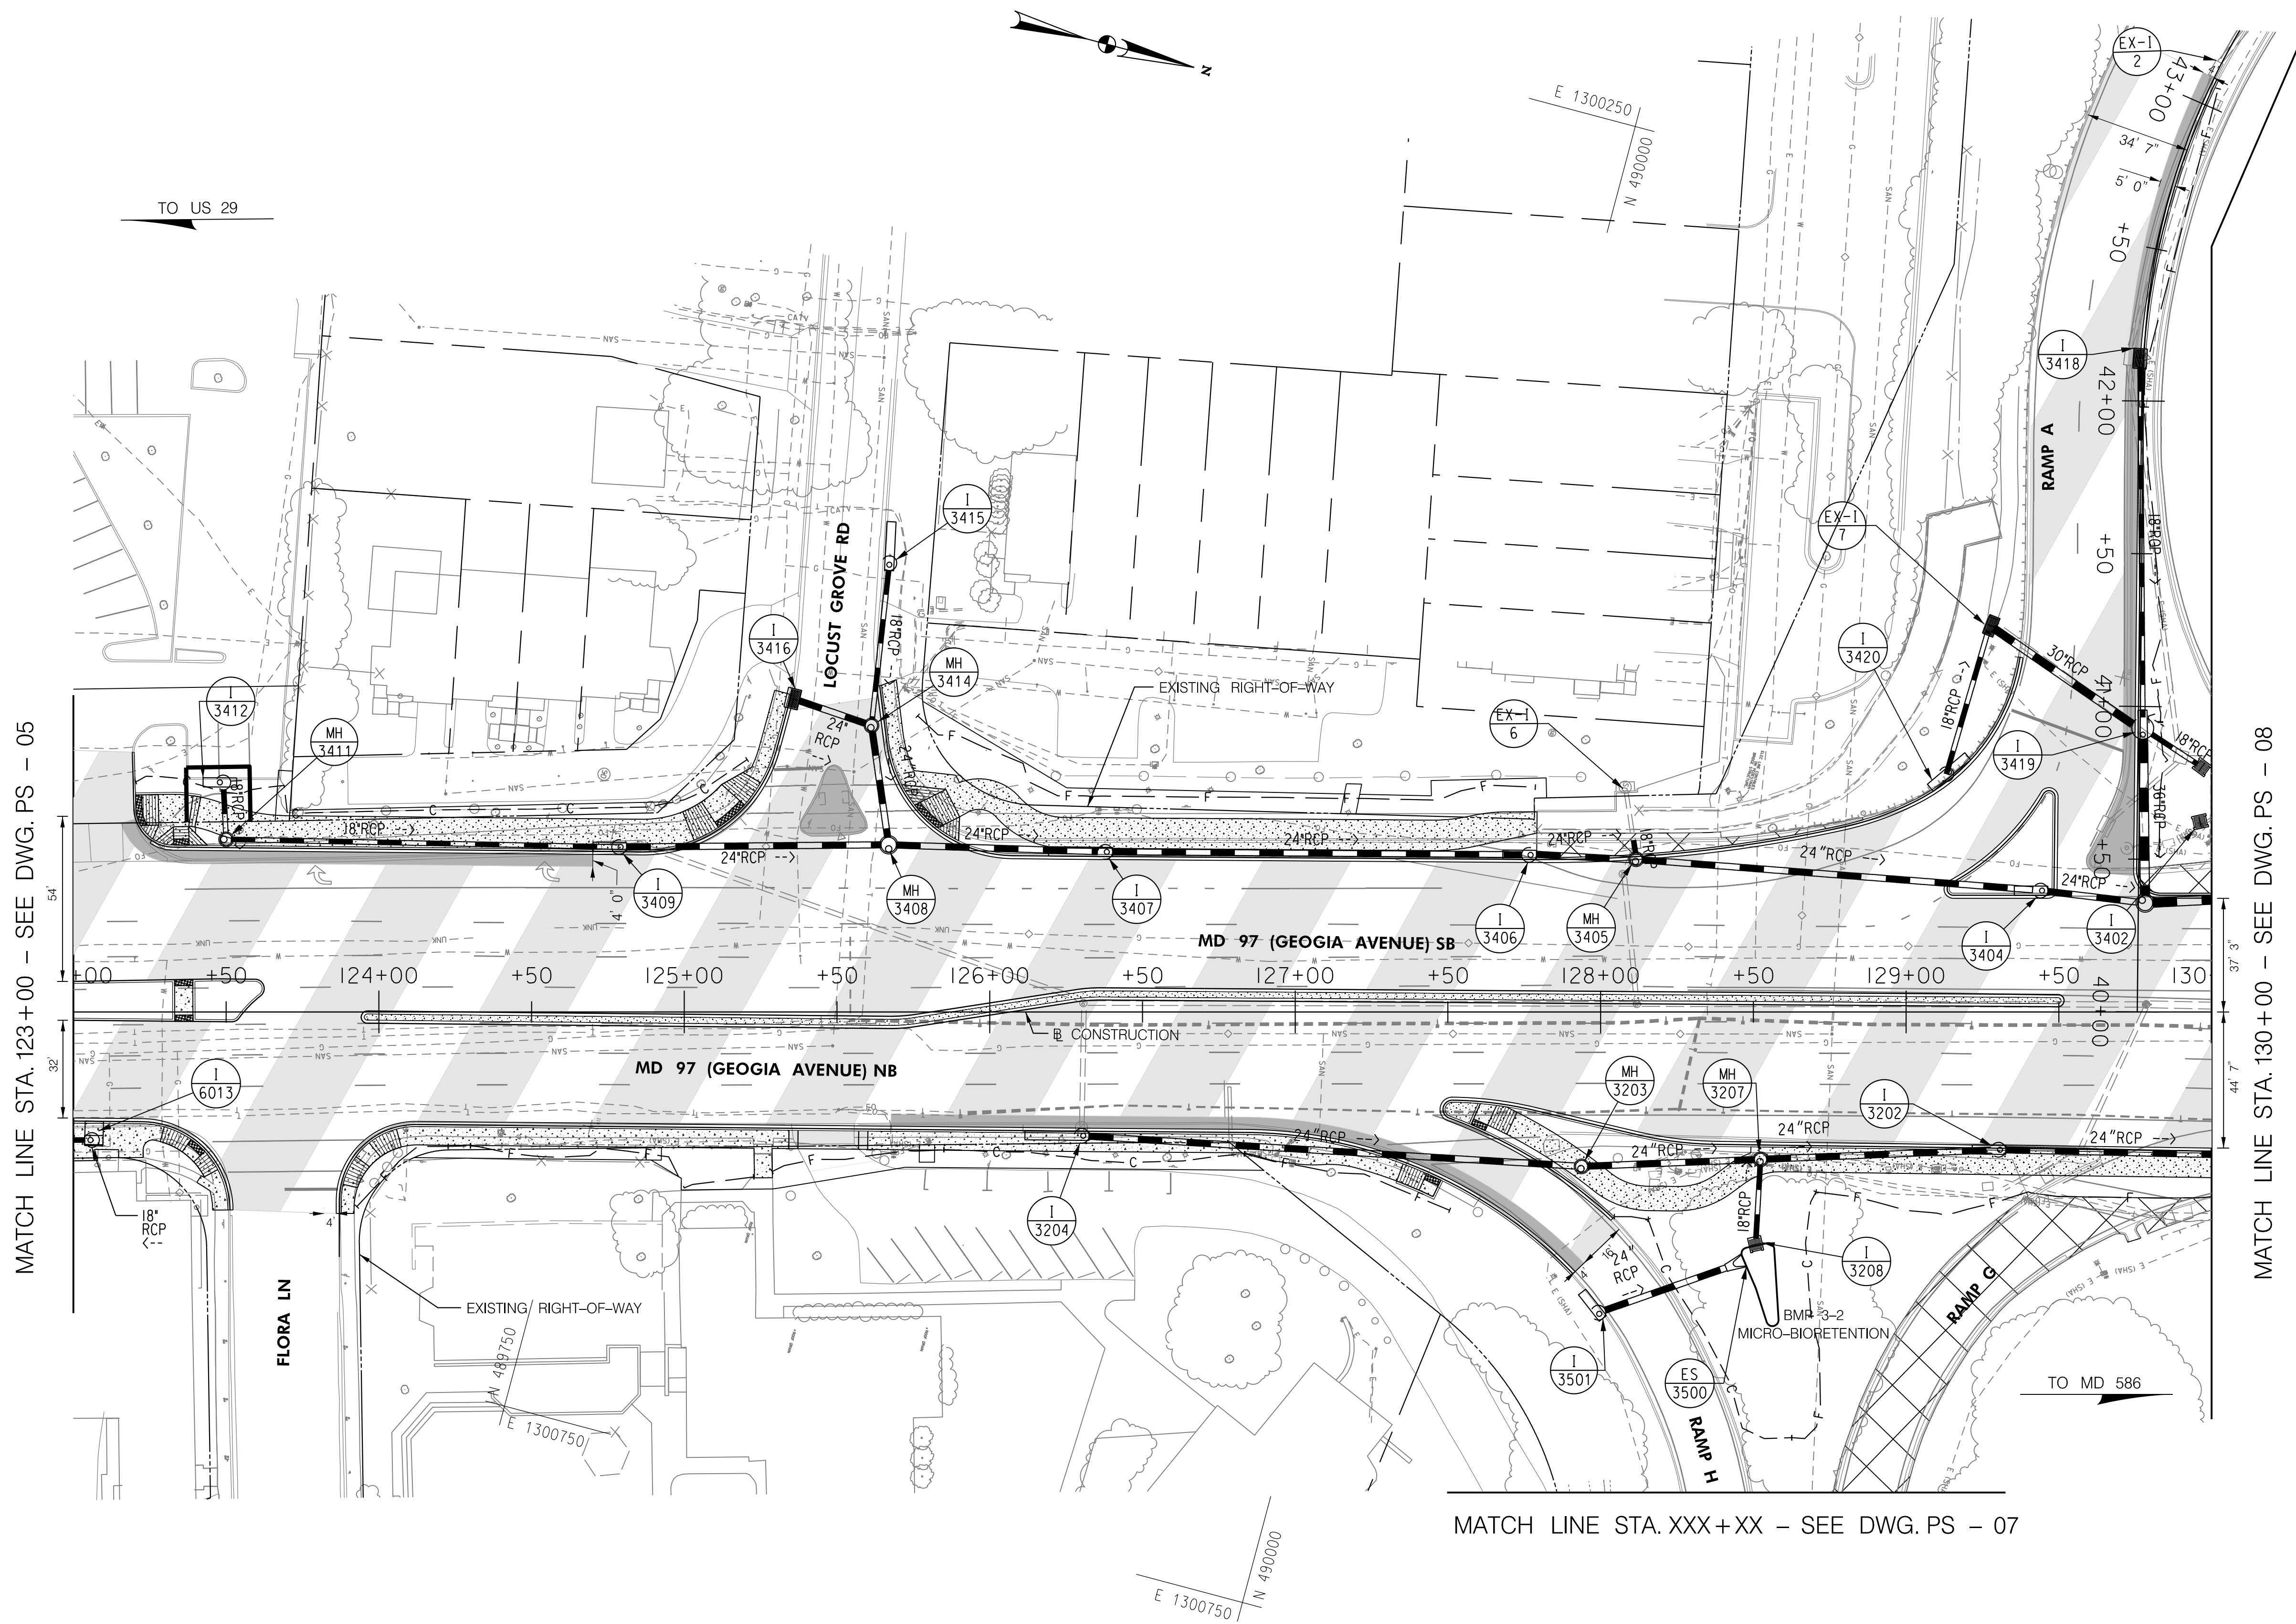 N
E 1300250
N 490000
TO US 29
EX-I
2
43+00
34' 7"
5' 0"
+50
I
3418
42+00
RAMP A
18"RCP -->
+50
EX-I
7
I
3415
LOCUST GROVE RD
18"RCP -->
I
3416
MH
3414
24"
RCP
-->
24"RCP
I
3420
30"RCP
18"RCP -->
41+00
18"RCP
I
3419
36"RCP
-->
I
3412
MH
3411
18"RCP
EXISTING RIGHT-OF-WAY
EX-I
6
CATV
CATV
18"RCP -->
24"RCP -->
24"RCP -->
24"RCP -->
24"RCP -->
18"RCP
24"RCP -->
24"RCP -->
+50
4' 0"
I
3409
MH
3408
I
3407
I
3406
MH
3405
I
3404
I
3402
MD 97 (GEOGIA AVENUE) SB
54'
37' 3"
+00
+50
124+00
+50
125+00
+50
126+00
+50
127+00
+50
128+00
+50
129+00
+50
130
40+00
BL CONSTRUCTION
32'
44' 7"
MD 97 (GEOGIA AVENUE) NB
I
6013
MH
3203
MH
3207
I
3202
24"RCP -->
24"RCP -->
24"RCP
-->
24"RCP -->
18"
RCP
<--
4'
I
3204
18"RCP
16'
4'
24"
RCP
-->
I
3208
FLORA LN
EXISTING RIGHT-OF-WAY
N 489750
E 1300750
BMP 3-2
MICRO-BIORETENTION
RAMP G
I
3501
ES
3500
RAMP H
TO MD 586
MATCH LINE STA. 123+00 - SEE DWG. PS - 05
MATCH LINE STA. 130+00 - SEE DWG. PS - 08
MATCH LINE STA. XXX+XX - SEE DWG. PS - 07
N 490000
E 1300750